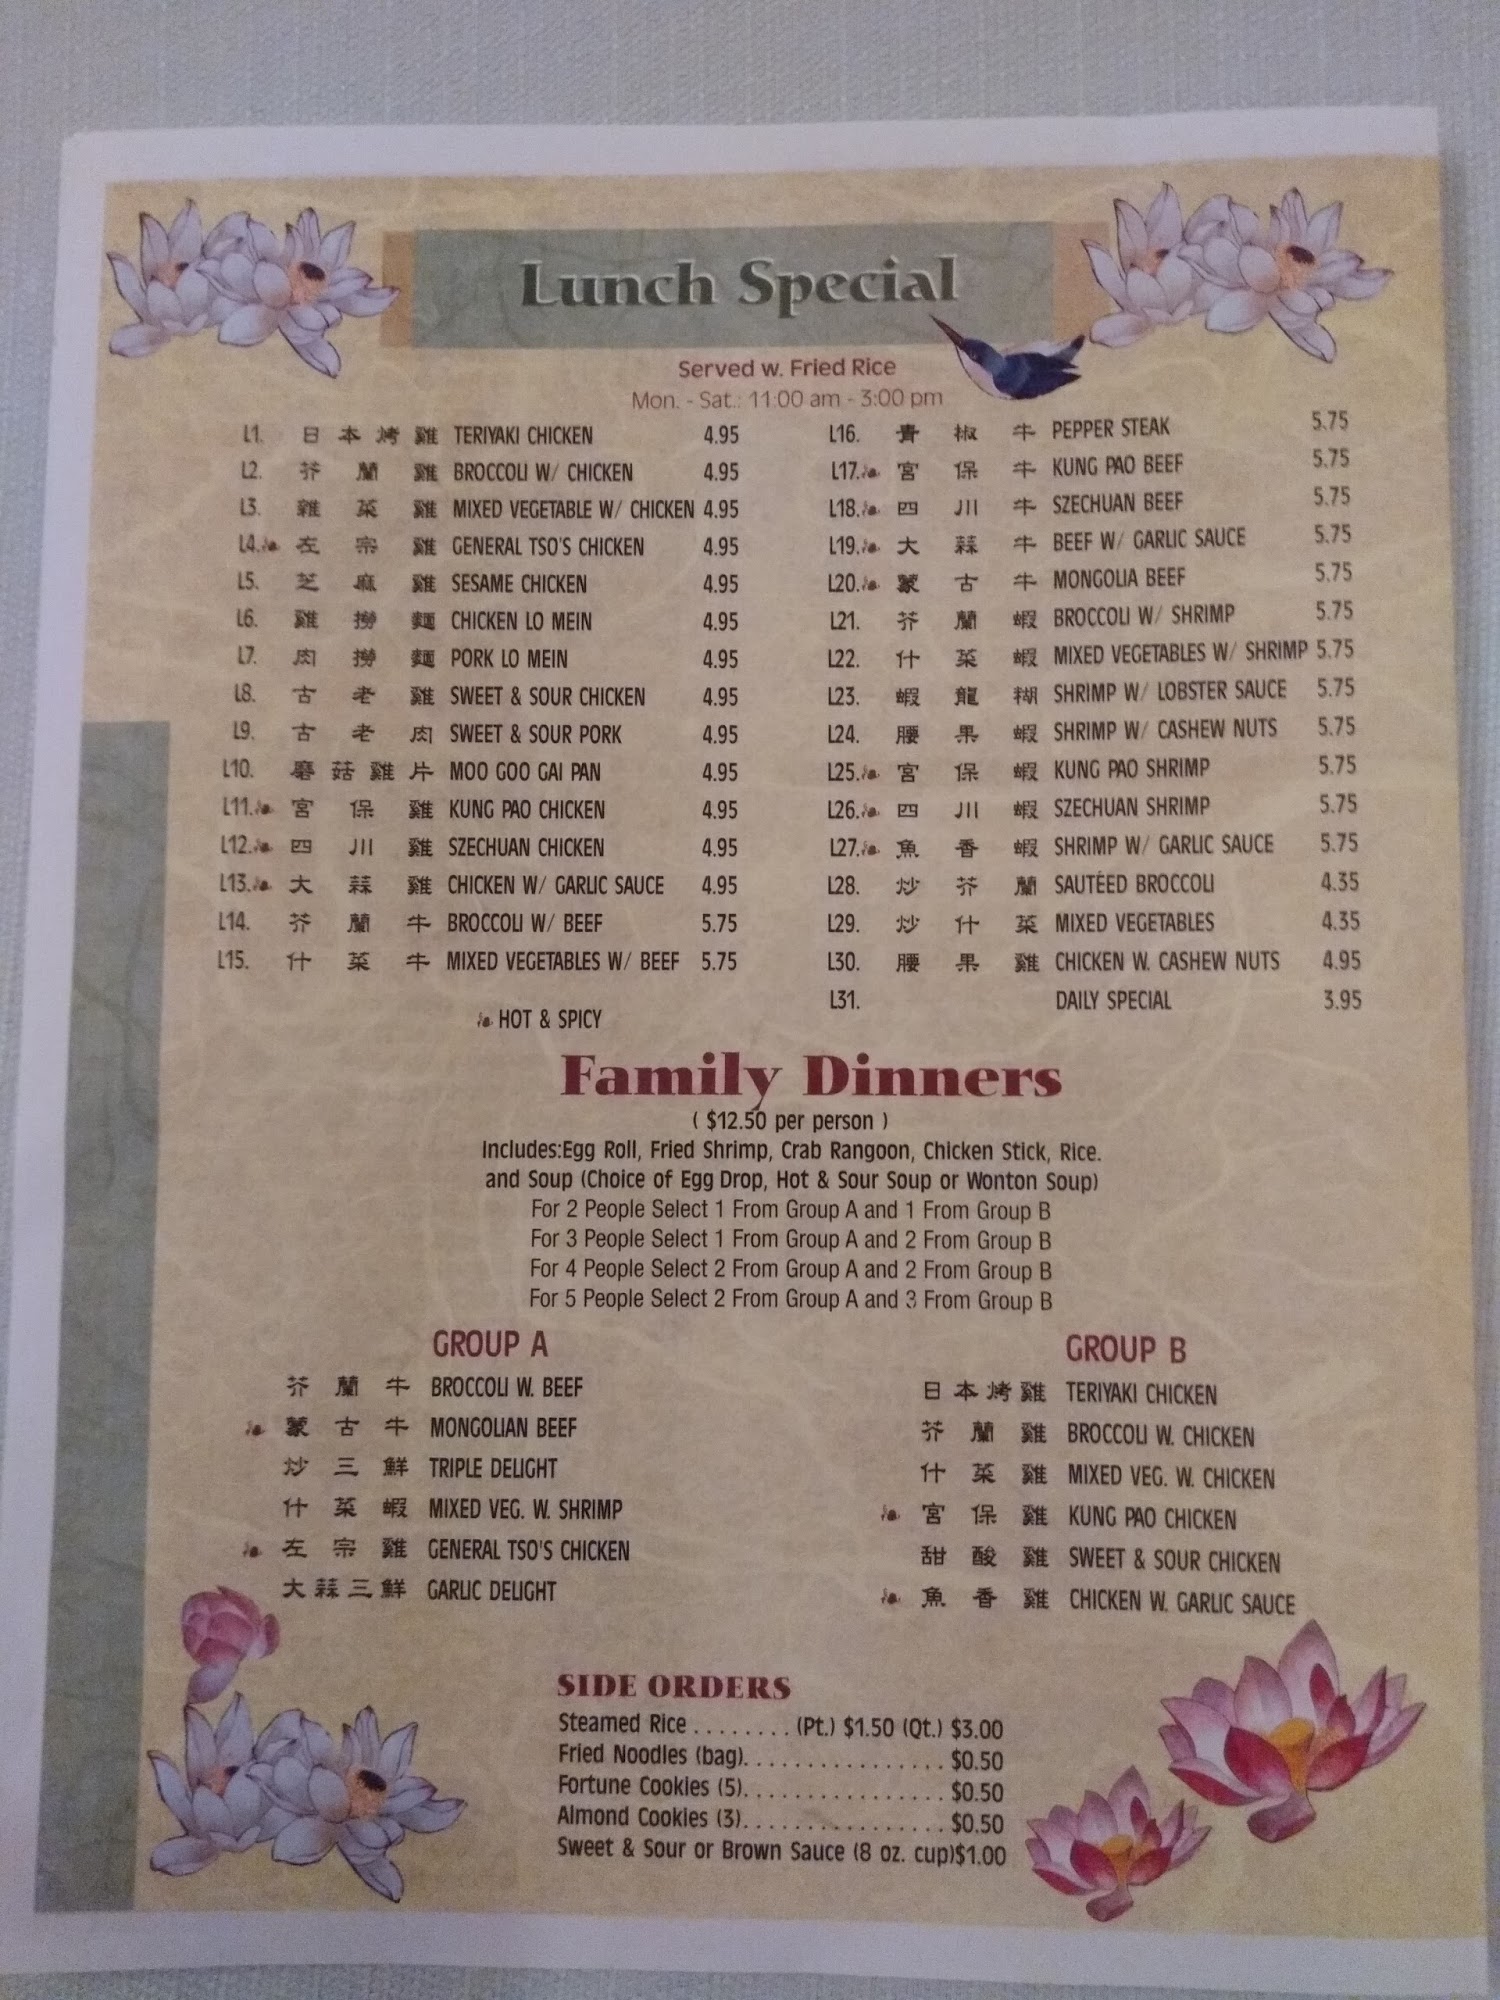 Lunch Special
Served w. Fried Rice
Mon. - Sat.: 11:00 am - 3:00 pm
L1. 日本烤雞 TERIYAKI CHICKEN 4.95
L2. 芥蘭雞 BROCCOLI W/ CHICKEN 4.95
L3. 雜菜雞 MIXED VEGETABLE W/ CHICKEN 4.95
L4. 左宗雞 GENERAL TSO'S CHICKEN 4.95
L5. 芝麻雞 SESAME CHICKEN 4.95
L6. 雞撈麵 CHICKEN LO MEIN 4.95
L7. 肉撈麵 PORK LO MEIN 4.95
L8. 古老雞 SWEET & SOUR CHICKEN 4.95
L9. 古老肉 SWEET & SOUR PORK 4.95
L10. 磨菇雞片 MOO GOO GAI PAN 4.95
L11. 宮保雞 KUNG PAO CHICKEN 4.95
L12. 四川雞 SZECHUAN CHICKEN 4.95
L13. 大蒜雞 CHICKEN W/ GARLIC SAUCE 4.95
L14. 芥蘭牛 BROCCOLI W/ BEEF 5.75
L15. 什菜牛 MIXED VEGETABLES W/ BEEF 5.75
L16. 青椒牛 PEPPER STEAK 5.75
L17. 宮保牛 KUNG PAO BEEF 5.75
L18. 四川牛 SZECHUAN BEEF 5.75
L19. 大蒜牛 BEEF W/ GARLIC SAUCE 5.75
L20. 蒙古牛 MONGOLIA BEEF 5.75
L21. 芥蘭蝦 BROCCOLI W/ SHRIMP 5.75
L22. 什菜蝦 MIXED VEGETABLES W/ SHRIMP 5.75
L23. 蝦龍糊 SHRIMP W/ LOBSTER SAUCE 5.75
L24. 腰果蝦 SHRIMP W/ CASHEW NUTS 5.75
L25. 宮保蝦 KUNG PAO SHRIMP 5.75
L26. 四川蝦 SZECHUAN SHRIMP 5.75
L27. 魚香蝦 SHRIMP W/ GARLIC SAUCE 5.75
L28. 炒芥蘭 SAUTÉED BROCCOLI 4.35
L29. 炒什菜 MIXED VEGETABLES 4.35
L30. 腰果雞 CHICKEN W. CASHEW NUTS 4.95
L31. DAILY SPECIAL 3.95
HOT & SPICY
Family Dinners
( $12.50 per person )
Includes:Egg Roll, Fried Shrimp, Crab Rangoon, Chicken Stick, Rice.
and Soup (Choice of Egg Drop, Hot & Sour Soup or Wonton Soup)
For 2 People Select 1 From Group A and 1 From Group B
For 3 People Select 1 From Group A and 2 From Group B
For 4 People Select 2 From Group A and 2 From Group B
For 5 People Select 2 From Group A and 3 From Group B
GROUP A
芥蘭牛 BROCCOLI W. BEEF
蒙古牛 MONGOLIAN BEEF
炒三鮮 TRIPLE DELIGHT
什菜蝦 MIXED VEG. W. SHRIMP
左宗雞 GENERAL TSO'S CHICKEN
大蒜三鮮 GARLIC DELIGHT
GROUP B
日本烤雞 TERIYAKI CHICKEN
芥蘭雞 BROCCOLI W. CHICKEN
什菜雞 MIXED VEG. W. CHICKEN
宮保雞 KUNG PAO CHICKEN
甜酸雞 SWEET & SOUR CHICKEN
魚香雞 CHICKEN W. GARLIC SAUCE
SIDE ORDERS
Steamed Rice ........ (Pt.) $1.50 (Qt.) $3.00
Fried Noodles (bag)................. $0.50
Fortune Cookies (5)................. $0.50
Almond Cookies (3)................. $0.50
Sweet & Sour or Brown Sauce (8 oz. cup)$1.00